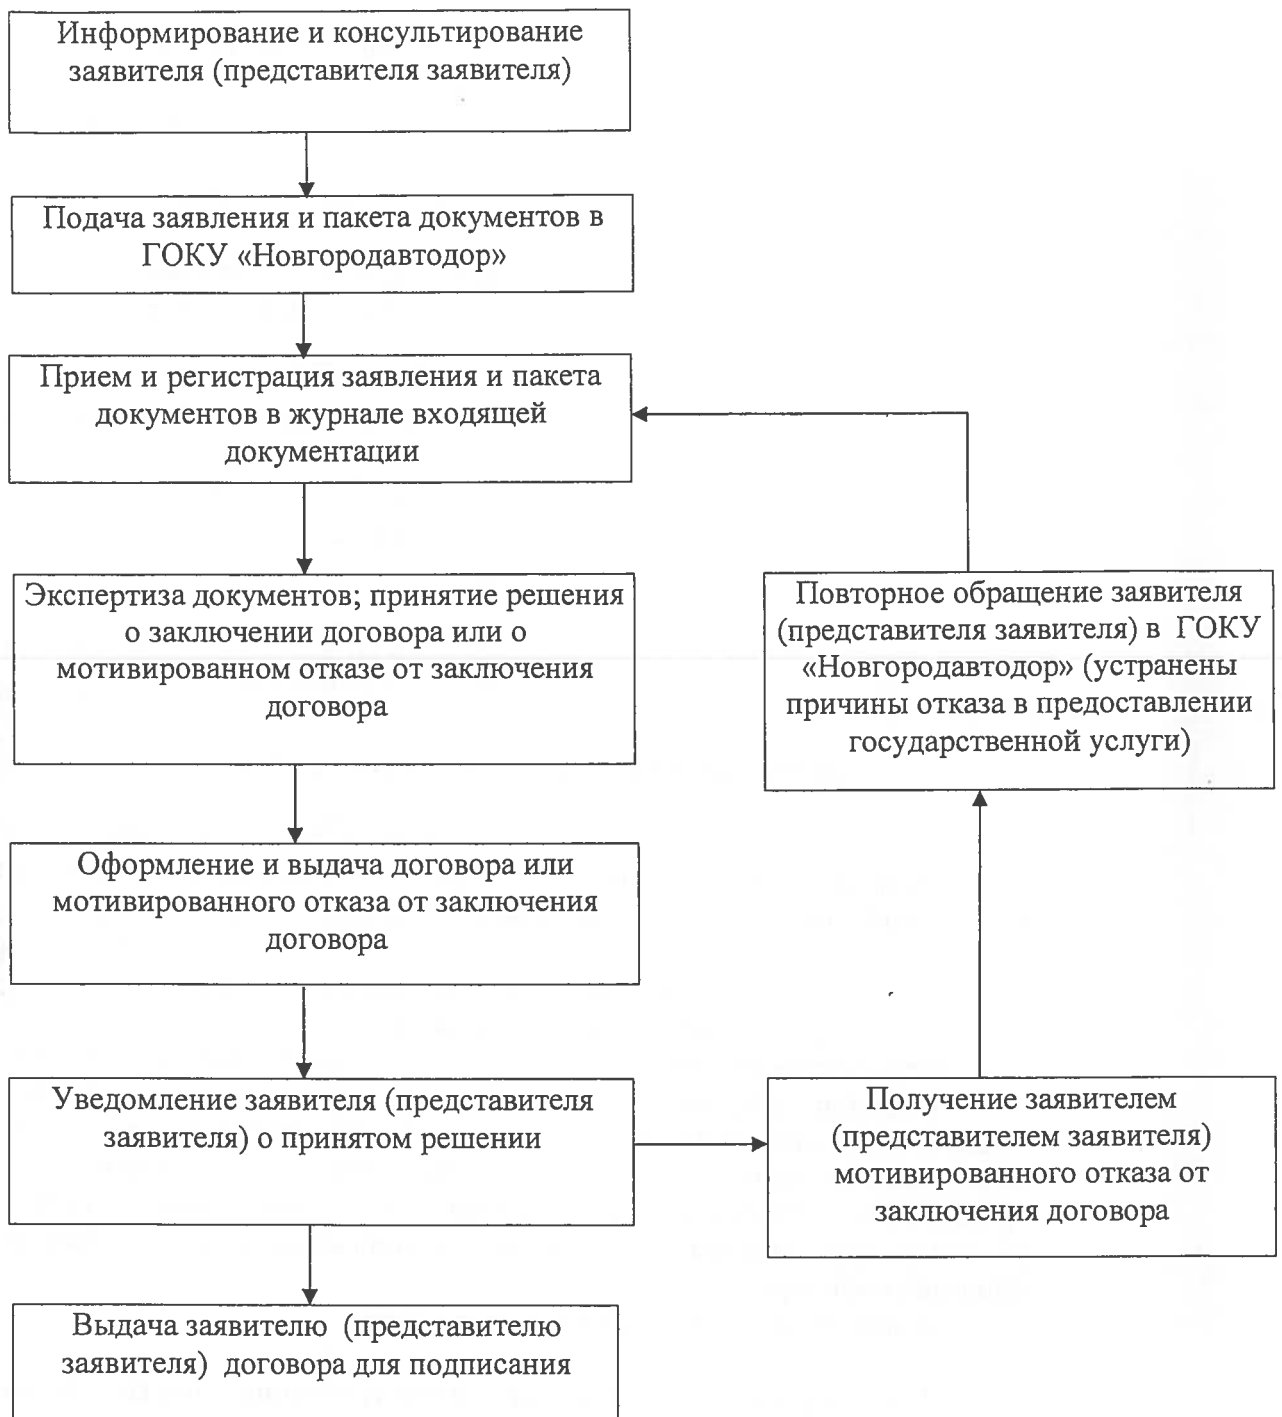 Информирование и консультирование
заявителя (представителя заявителя)
Подача заявления и пакета документов в
ГОКУ «Новгородавтодор»
Прием и регистрация заявления и пакета
документов в журнале входящей
документации
Экспертиза документов; принятие решения
о заключении договора или о
мотивированном отказе от заключения
договора
Повторное обращение заявителя
(представителя заявителя) в ГОКУ
«Новгородавтодор» (устранены
причины отказа в предоставлении
государственной услуги)
Оформление и выдача договора или
мотивированного отказа от заключения
договора
Уведомление заявителя (представителя
заявителя) о принятом решении
Получение заявителем
(представителем заявителя)
мотивированного отказа от
заключения договора
Выдача заявителю (представителю
заявителя) договора для подписания